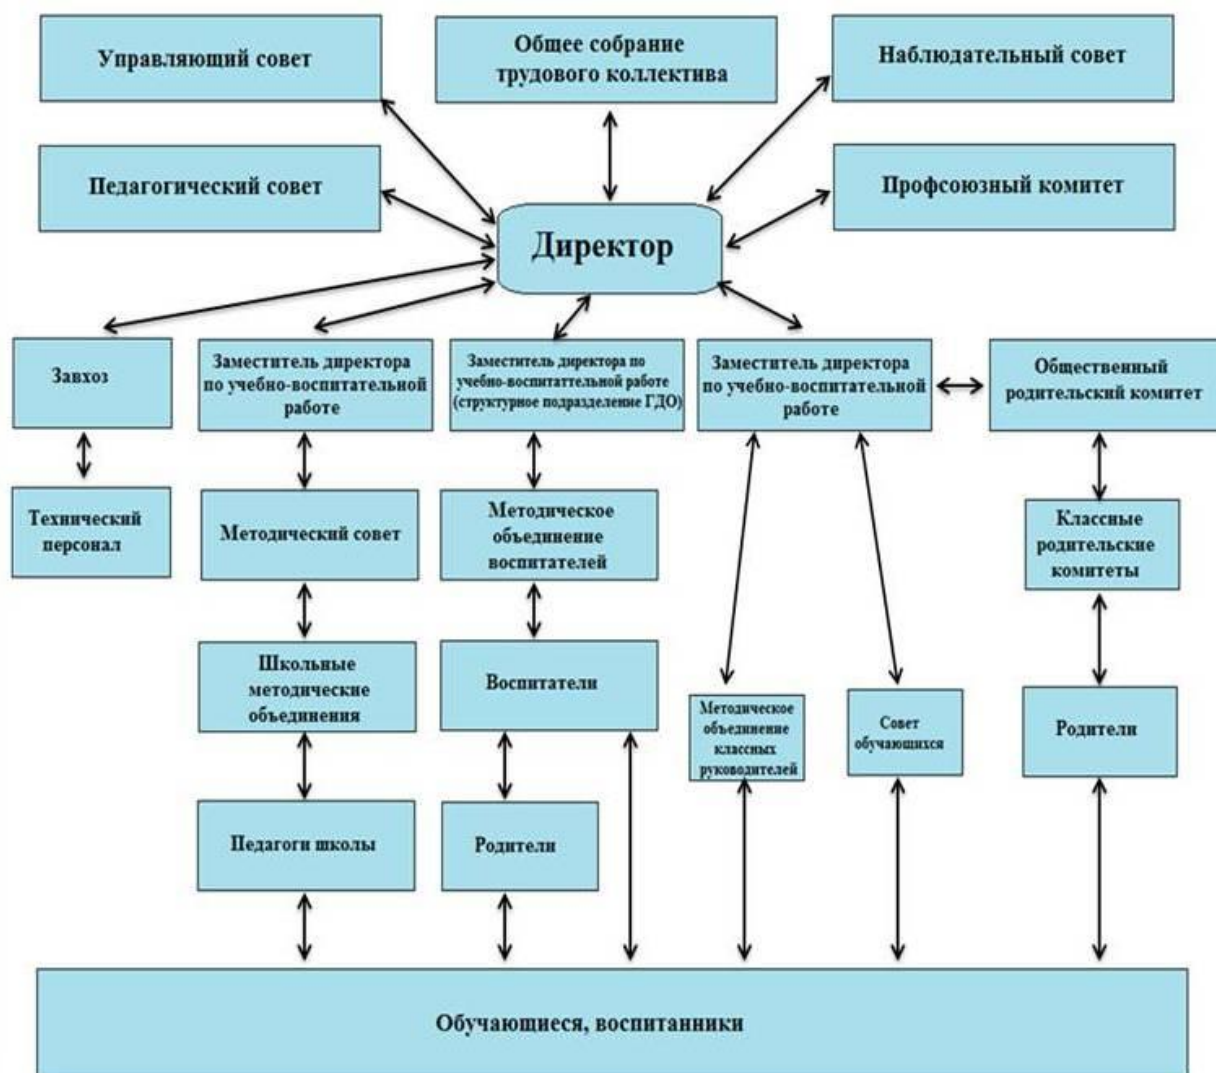 Управляющий совет
Общее собрание
трудового коллектива
Наблюдательный совет
Педагогический совет
Профсоюзный комитет
Директор
Завхоз
Заместитель директора
по учебно-воспитательной
работе
Заместитель директора по
учебно-воспитаттельной работе
(структурное подразделение ГДО)
Заместитель директора
по учебно-воспитательной
работе
Общественный
родительский комитет
Технический
персонал
Методический совет
Методическое
объединение
воспитателей
Классные
родительские
комитеты
Школьные
методические
объединения
Воспитатели
Методическое
объединение
классных
руководителей
Совет
обучающихся
Родители
Педагоги школы
Родители
Обучающиеся, воспитанники